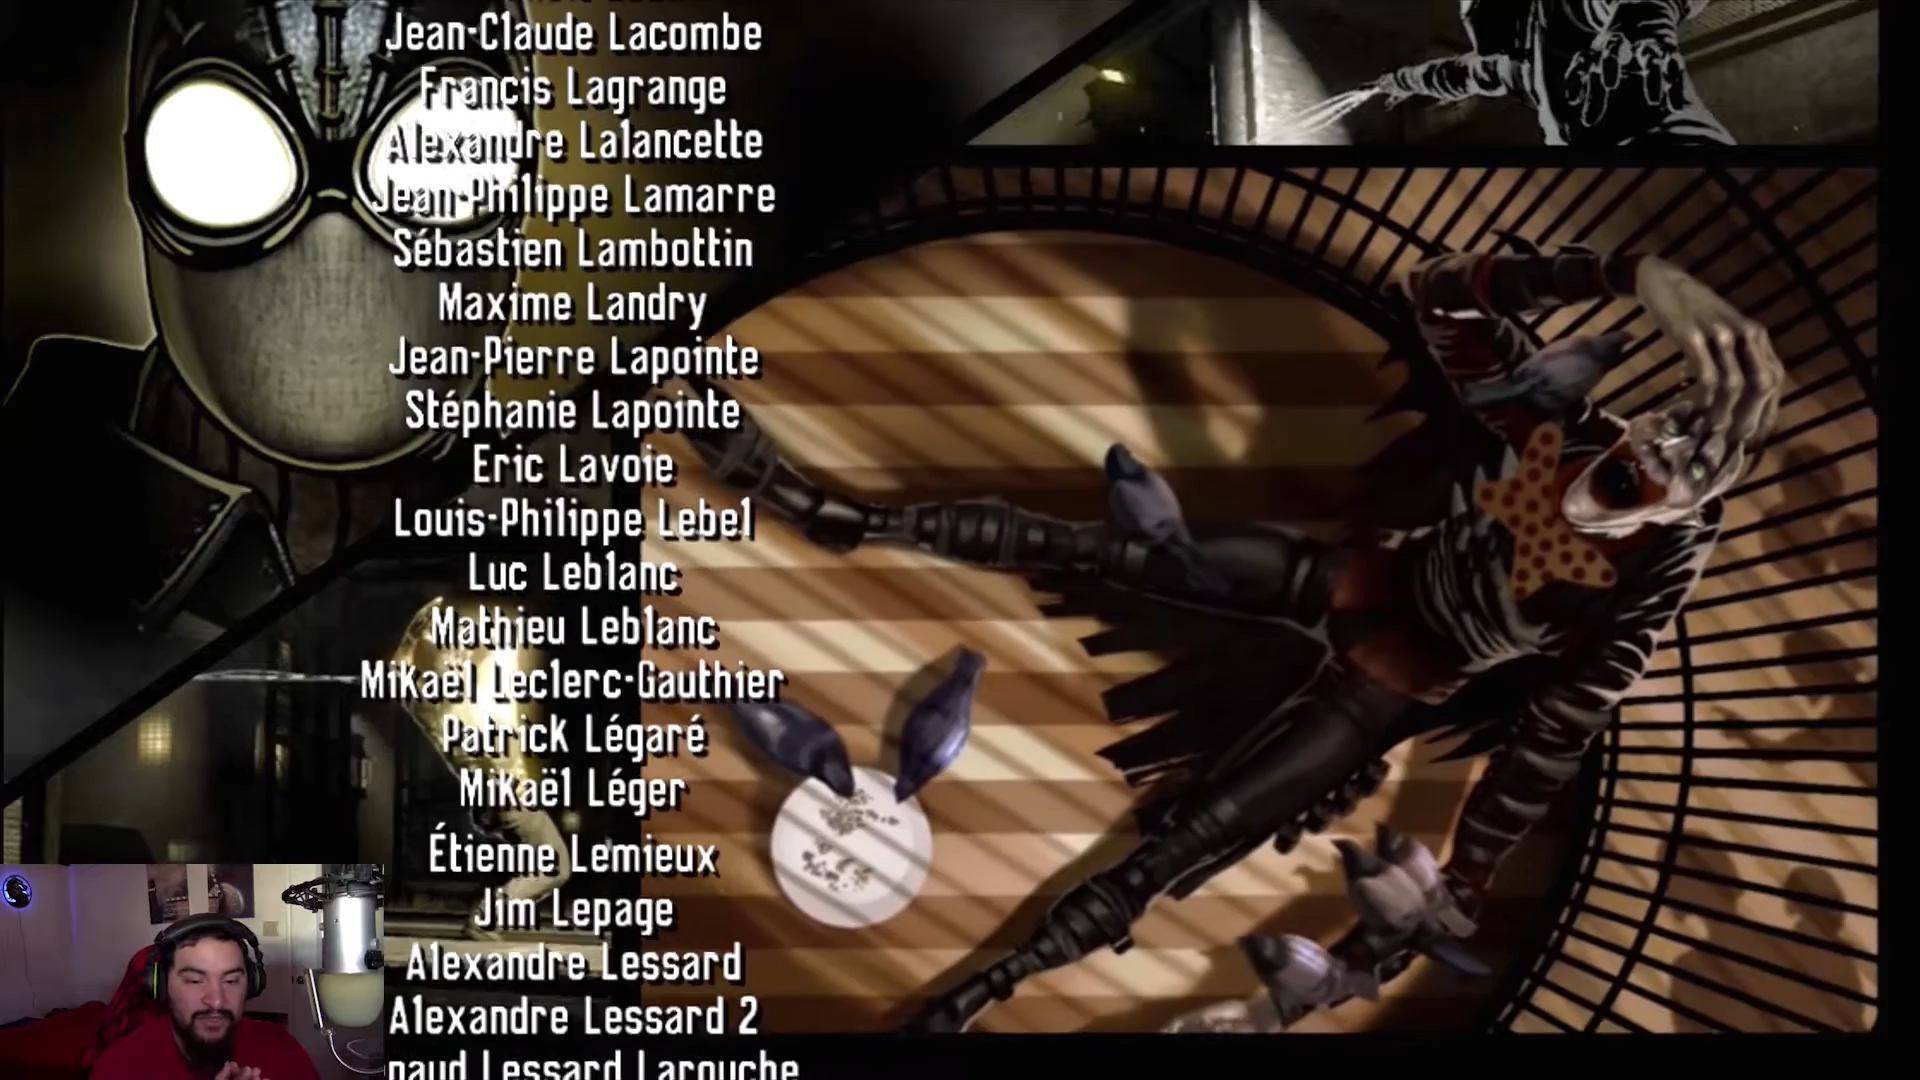 Jean-Claude Lacombe
Francis Lagrange
Alexandre Lalancette
Jean-Philippe Lamarre
Sébastien Lambottin
Maxime Landry
Jean-Pierre Lapointe
Stéphanie Lapointe
Eric Lavoie
Louis-Philippe Lebel
Luc Leblanc
Mathieu Leblanc
Mikaël Leclerc-Gauthier
Patrick Légaré
Mikaël Léger
Étienne Lemieux
Jim Lepage
Alexandre Lessard
Alexandre Lessard 2
Lessard Larouche